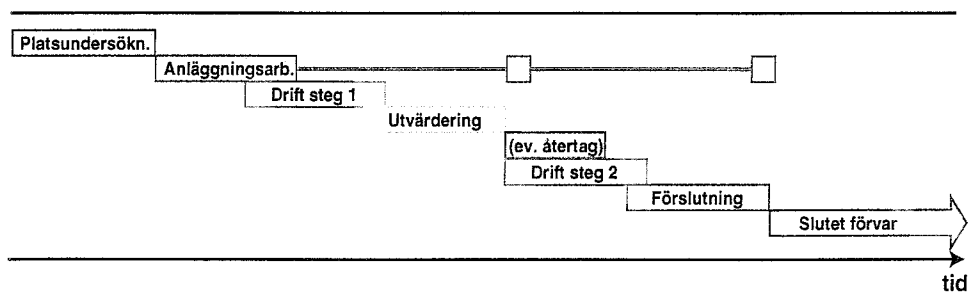 Platsundersökn.
Anläggningsarb.
Drift steg 1
Utvärdering
(ev. återtag)
Drift steg 2
Förslutning
Slutet förvar
tid